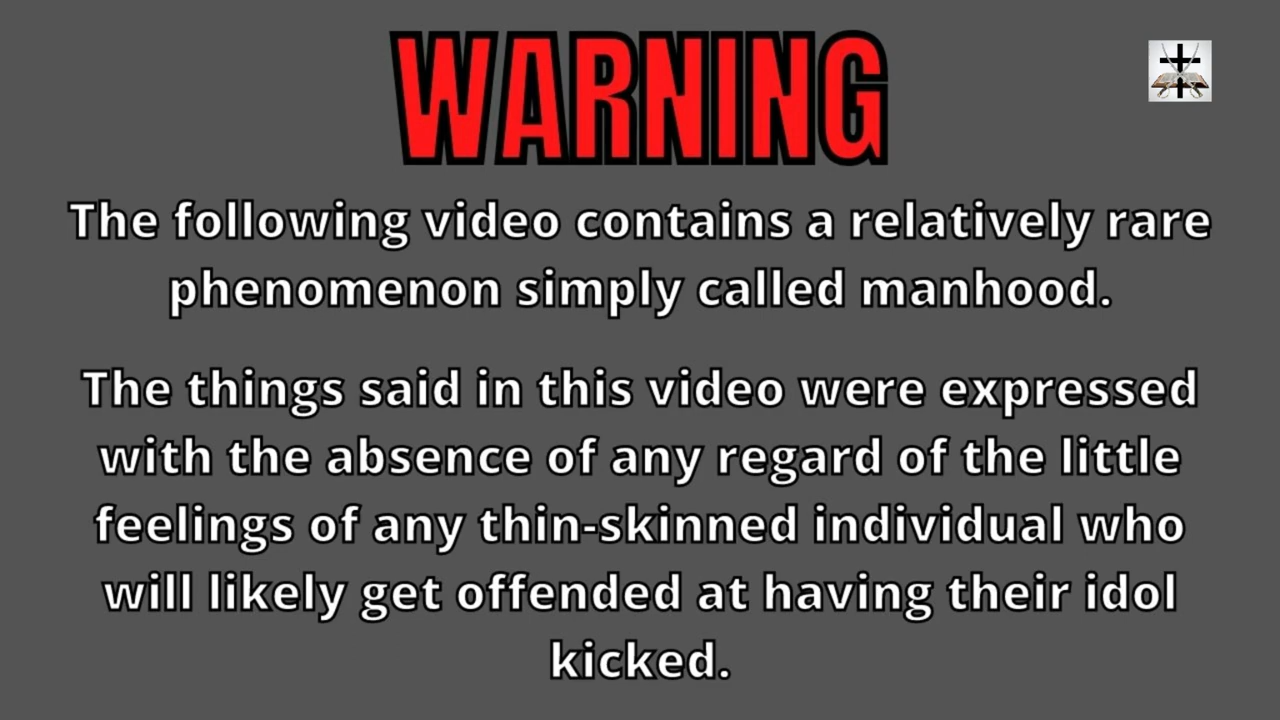 WARNING
The following video contains a relatively rare
phenomenon simply called manhood.
The things said in this video were expressed
with the absence of any regard of the little
feelings of any thin-skinned individual who
will likely get offended at having their idol
kicked.